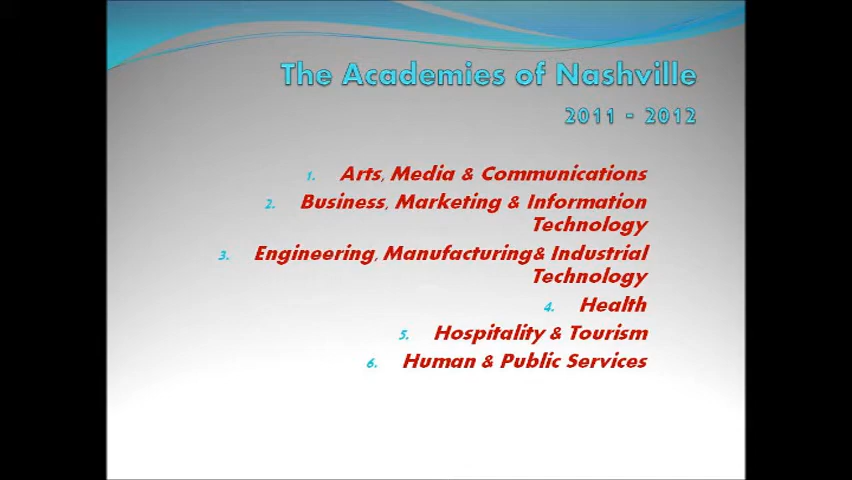 The Academies of Nashville
2011 - 2012
1. Arts, Media & Communications
2. Business, Marketing & Information
Technology
3. Engineering, Manufacturing& Industrial
Technology
4. Health
5. Hospitality & Tourism
6. Human & Public Services